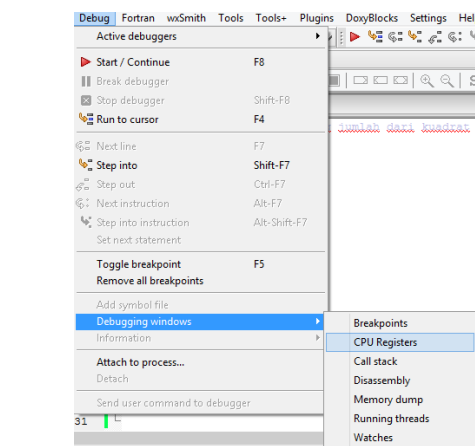 Debug Fortran wxSmith Tools Tools+ Plugins DoxyBlocks Settings Hel
Active debuggers
Start / Continue F8
Break debugger
Stop debugger Shift-F8
Run to cursor F4
jumlah dari kuadrat
Next line F7
Step into Shift-F7
Step out Ctrl-F7
Next instruction Alt-F7
Step into instruction Alt-Shift-F7
Set next statement
Toggle breakpoint F5
Remove all breakpoints
Add symbol file
Debugging windows
Breakpoints
Information
CPU Registers
Attach to process...
Call stack
Detach
Disassembly
Send user command to debugger
Memory dump
31
Running threads
Watches